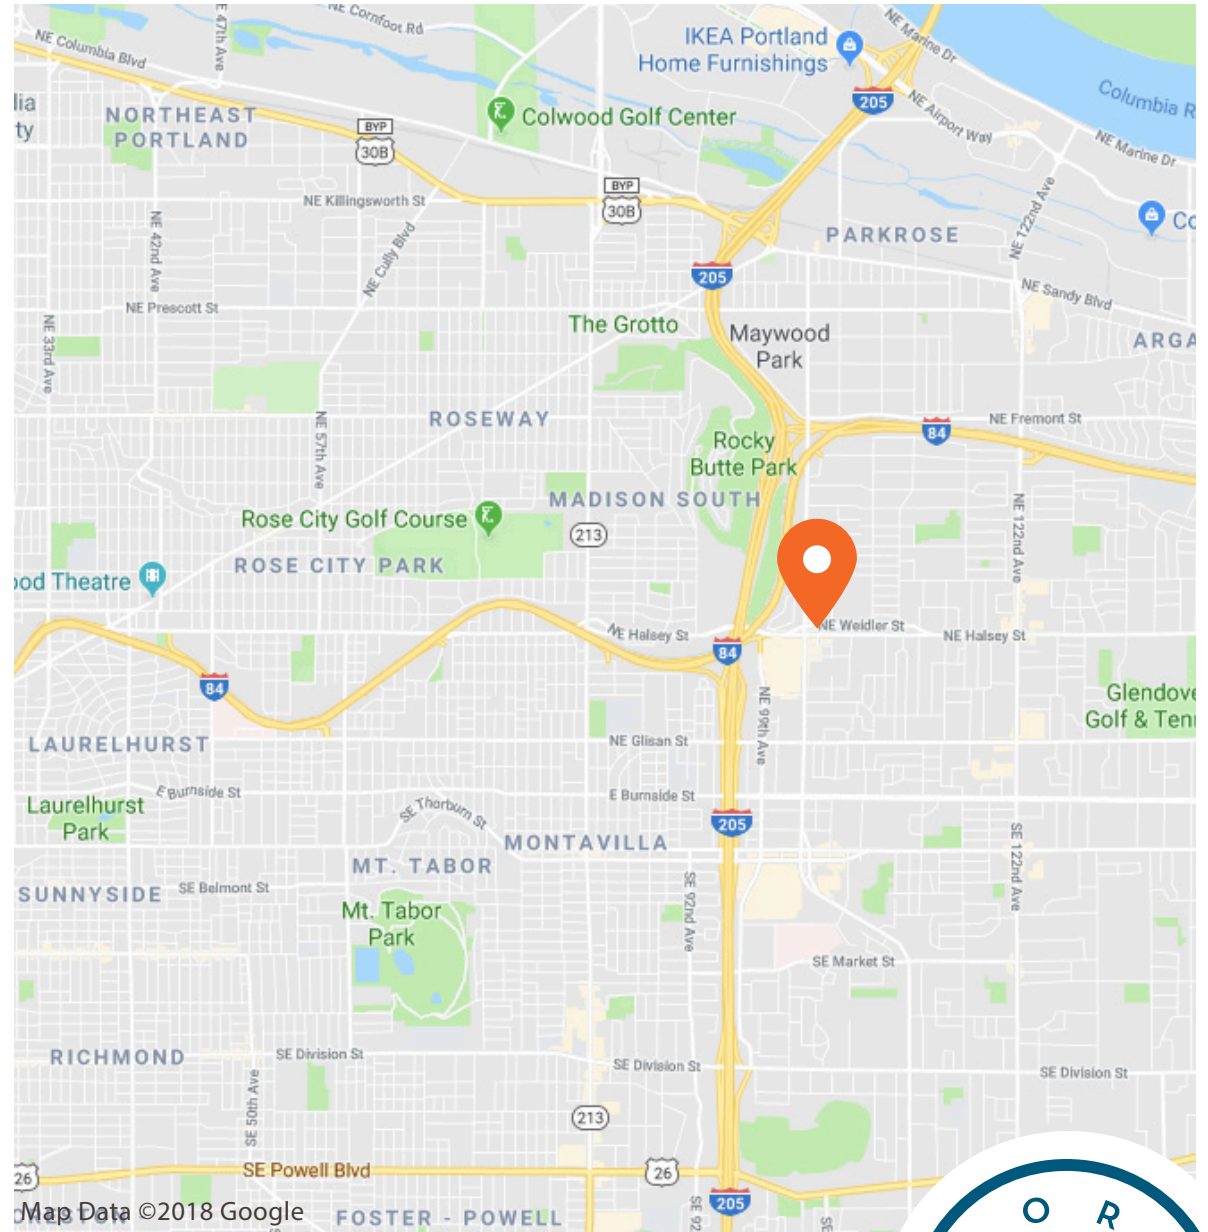 NE Cornfoot Rd
NE Marine Dr
E 47th Ave
NE Columbia Blvd
IKEA Portland
Home Furnishings
205
Columbia R
lia
ty
NORTHEAST
PORTLAND
Colwood Golf Center
NE Airport Way
BYP
30B
NE Marine Dr
BYP
30B
NE Killingsworth St
NE 122nd Ave
Co
NE 42nd Ave
NE Cully Blvd
PARKROSE
205
NE Sandy Blvd
NE Prescott St
NE 33rd Ave
The Grotto
Maywood
Park
ARGA
ROSEWAY
NE Fremont St
84
NE 57th Ave
Rocky
Butte Park
MADISON SOUTH
Rose City Golf Course
213
NE 122nd Ave
ROSE CITY PARK
ood Theatre
NE Halsey St
NE Weidler St
NE Halsey St
84
84
NE 99th Ave
Glendove
Golf & Ten
LAURELHURST
NE Glisan St
E Burnside St
E Burnside St
Laurelhurst
Park
SE Thorburn St
205
MONTAVILLA
SE 122nd Ave
MT. TABOR
SUNNYSIDE
SE Belmont St
SE 92nd Ave
Mt. Tabor
Park
SE Market St
RICHMOND
SE Division St
SE Division St
SE Division St
SE 50th Ave
213
SE Powell Blvd
26
26
205
Map Data ©2018 Google
FOSTER - POWELL
SE 92
SE
O R